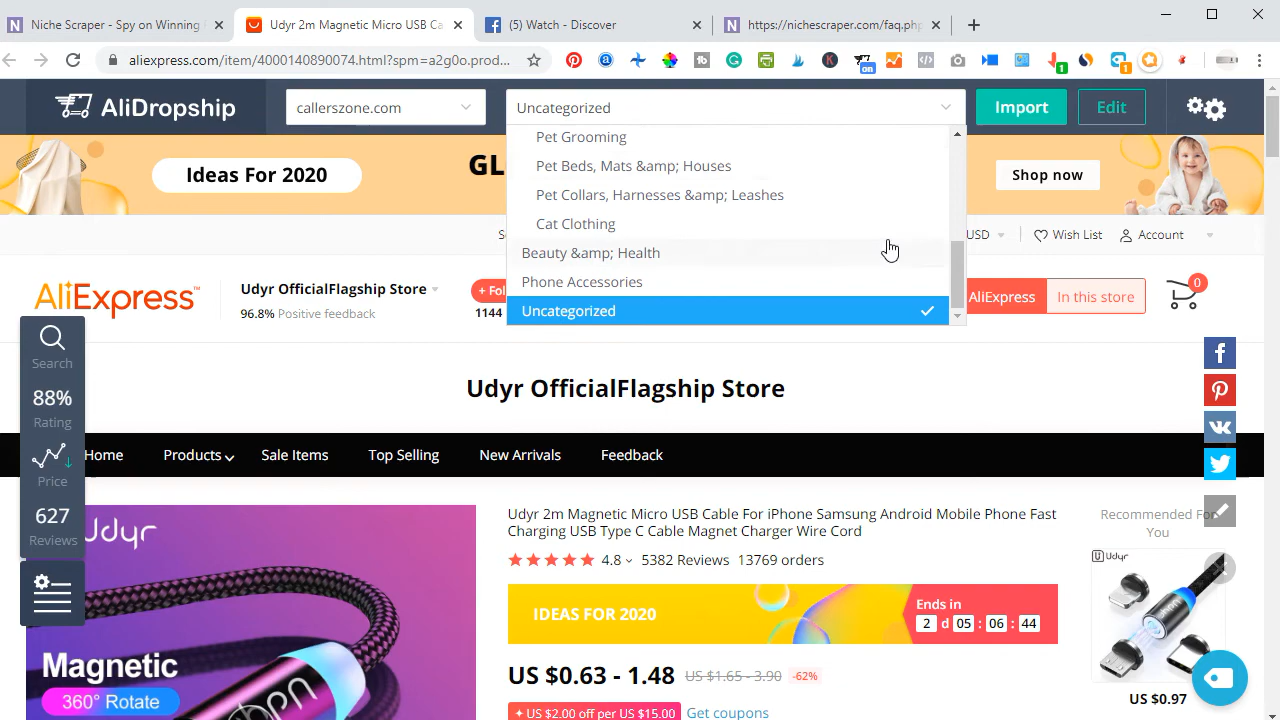 Niche Scraper - Spy on Winning
Udyr 2m Magnetic Micro USB Ca
(5) Watch - Discover
https://nichescraper.com/faq.php
aliexpress.com/item/4000140890074.html?spm=a2g0o.prod...
on
1
1
AliDropship
callerszone.com
Uncategorized
Import
Edit
Pet Grooming
Pet Beds, Mats &amp; Houses
Pet Collars, Harnesses &amp; Leashes
Cat Clothing
Beauty &amp; Health
Phone Accessories
Uncategorized
Ideas For 2020
GL
Shop now
USD
Wish List
Account
AliExpress
Udyr OfficialFlagship Store
96.8% Positive feedback
+ Fol
1144
AliExpress
In this store
0
Search
88%
Rating
Price
627
Reviews
Udyr OfficialFlagship Store
Home
Products
Sale Items
Top Selling
New Arrivals
Feedback
Udyr
Magnetic
360° Rotate
Udyr 2m Magnetic Micro USB Cable For iPhone Samsung Android Mobile Phone Fast
Charging USB Type C Cable Magnet Charger Wire Cord
4.8
5382 Reviews
13769 orders
IDEAS FOR 2020
Ends in
2 d 05 : 06 : 44
US $0.63 - 1.48
US $1.65 - 3.90
-62%
US $2.00 off per US $15.00
Get coupons
Recommended For
You
Udyr
US $0.97